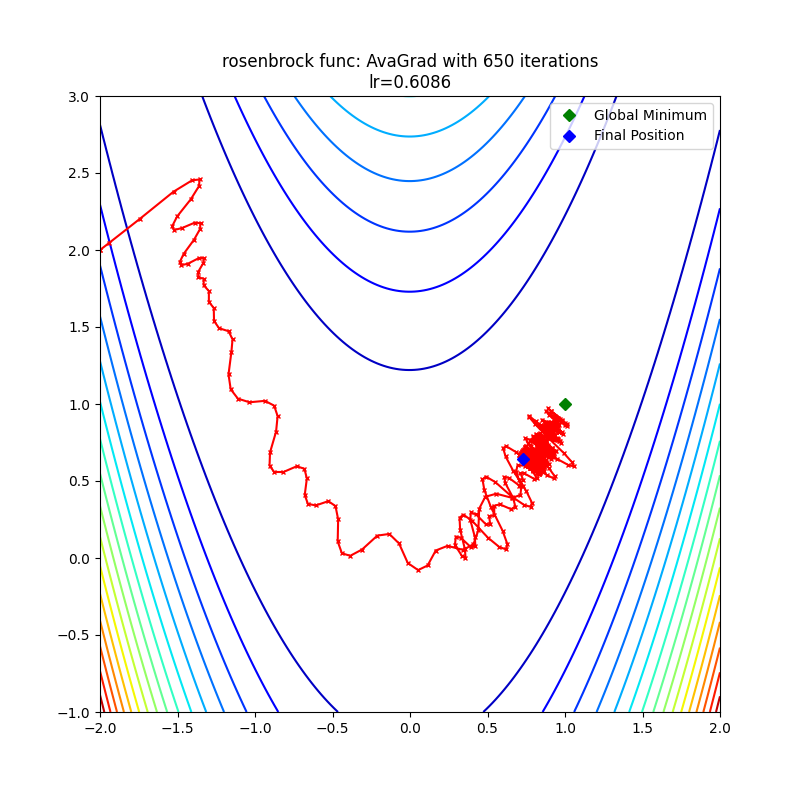 rosenbrock func: AvaGrad with 650 iterations
lr=0.6086
Global Minimum
Final Position
3.0
2.5
2.0
1.5
1.0
0.5
0.0
−0.5
−1.0
−2.0 −1.5 −1.0 −0.5 0.0 0.5 1.0 1.5 2.0